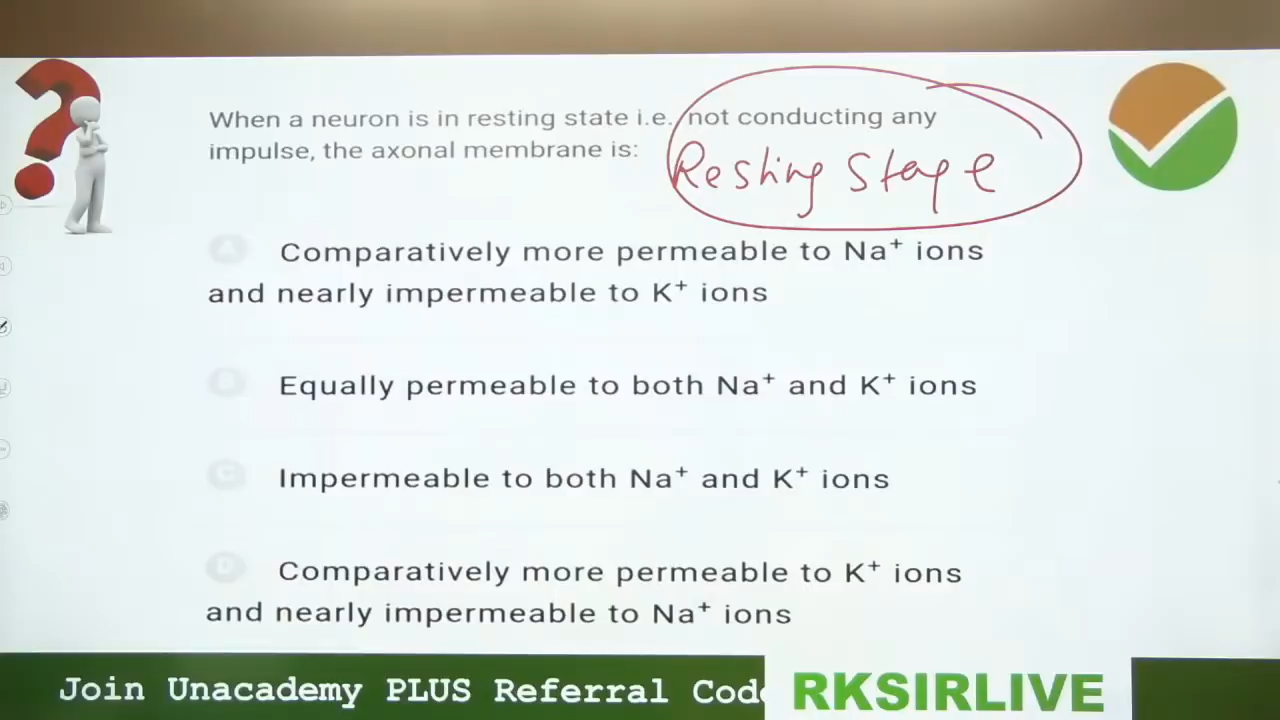 When a neuron is in resting state i.e. not conducting any
impulse, the axonal membrane is:
Resting Stage
A Comparatively more permeable to Na⁺ ions
and nearly impermeable to K⁺ ions
B Equally permeable to both Na⁺ and K⁺ ions
C Impermeable to both Na⁺ and K⁺ ions
D Comparatively more permeable to K⁺ ions
and nearly impermeable to Na⁺ ions
Join Unacademy PLUS Referral Code
RKSIRLIVE